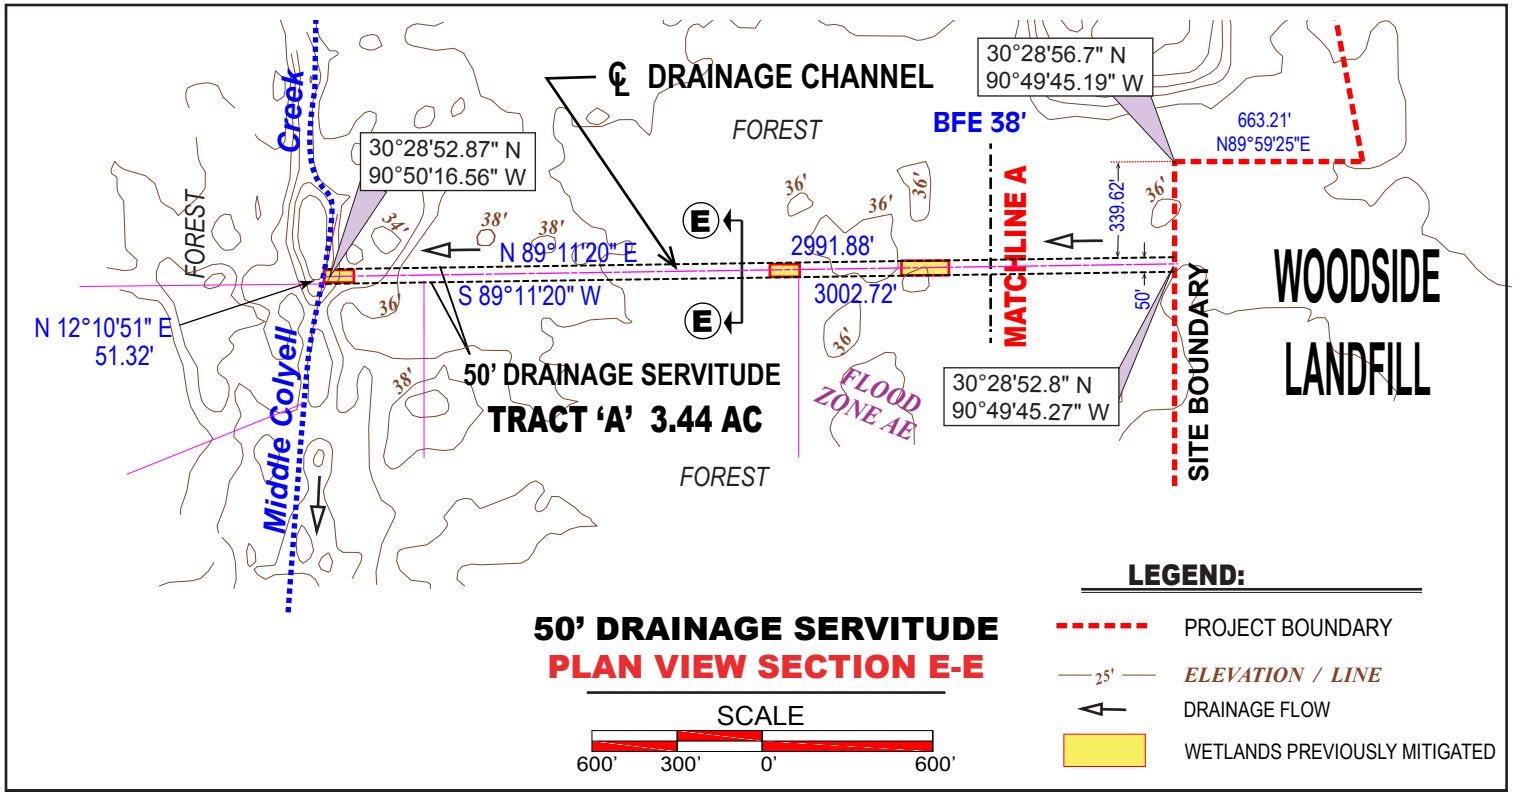 ℄ DRAINAGE CHANNEL
FOREST
BFE 38'
30°28'56.7" N
90°49'45.19" W
663.21'
N89°59'25"E
Creek
30°28'52.87" N
90°50'16.56" W
FOREST
34'
38'
38'
36'
36'
36'
36'
339.62'
MATCHLINE A
E
N 89°11'20" E
2991.88'
S 89°11'20" W
3002.72'
E
50'
36'
36'
38'
N 12°10'51" E
51.32'
Middle Colyell
50' DRAINAGE SERVITUDE
TRACT ‘A’ 3.44 AC
FLOOD
ZONE AE
30°28'52.8" N
90°49'45.27" W
SITE BOUNDARY
WOODSIDE
LANDFILL
FOREST
50’ DRAINAGE SERVITUDE
PLAN VIEW SECTION E-E
SCALE
600' 300' 0' 600'
LEGEND:
PROJECT BOUNDARY
25' ELEVATION / LINE
DRAINAGE FLOW
WETLANDS PREVIOUSLY MITIGATED